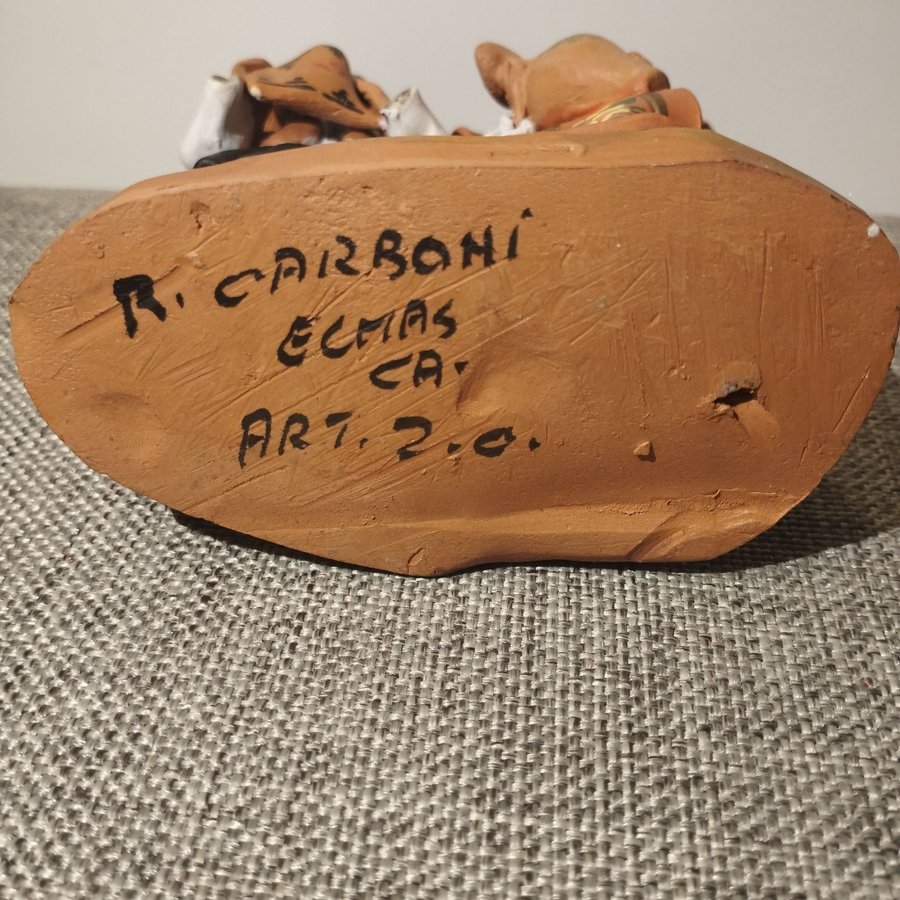 R. CARBONI
ELMAS
CA.
ART. 2.0.